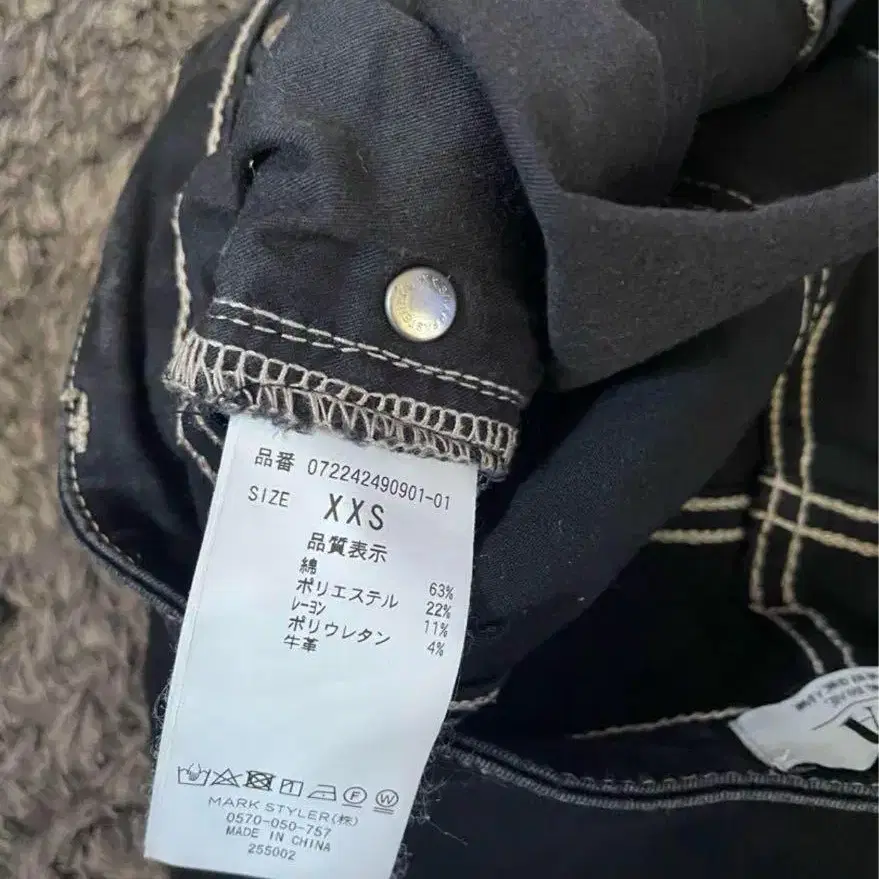 品番 072242490901-01
SIZE XXS
品質表示
綿 63%
ポリエステル 22%
レーヨン 11%
ポリウレタン 4%
牛革
MARK STYLER(株)
0570-050-757
MADE IN CHINA
255002